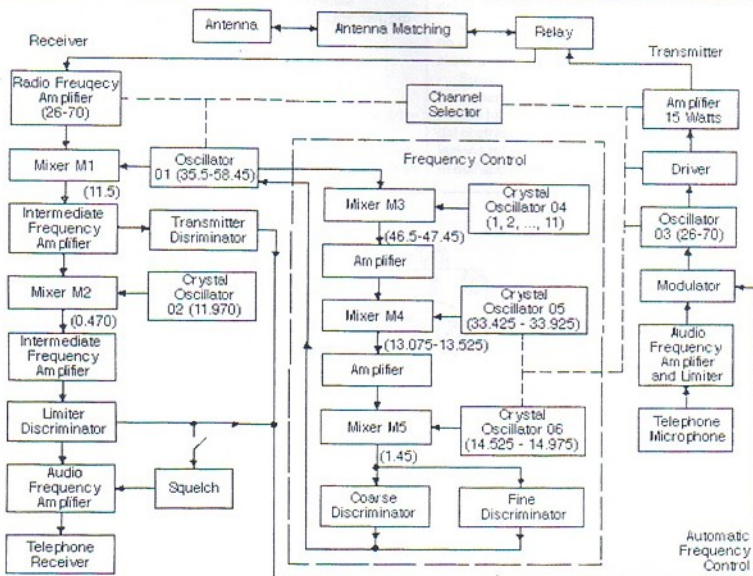 Receiver
Antenna
Antenna Matching
Relay
Transmitter
Radio Freuqecy
Amplifier
(26-70)
Channel
Selector
Amplifier
15 Watts
Mixer M1
Oscillator
01 (35.5-58.45)
Frequency Control
Driver
(11.5)
Mixer M3
Crystal
Oscillator 04
(1, 2, ..., 11)
Intermediate
Frequency
Amplifier
Transmitter
Disriminator
(46.5-47.45)
Oscillator
03 (26-70)
Amplifier
Mixer M2
Crystal
Oscillator
02 (11.970)
Mixer M4
Crystal
Oscillator 05
(33.425 - 33.925)
Modulator
(0.470)
(13.075-13.525)
Intermediate
Frequency
Amplifier
Amplifier
Audio
Frequency
Amplifier
and Limiter
Limiter
Discriminator
Mixer M5
Crystal
Oscillator 06
(14.525 - 14.975)
Telephone
Microphone
(1.45)
Audio
Frequency
Amplifier
Squelch
Coarse
Discriminator
Fine
Discriminator
Telephone
Receiver
Automatic
Frequency
Control